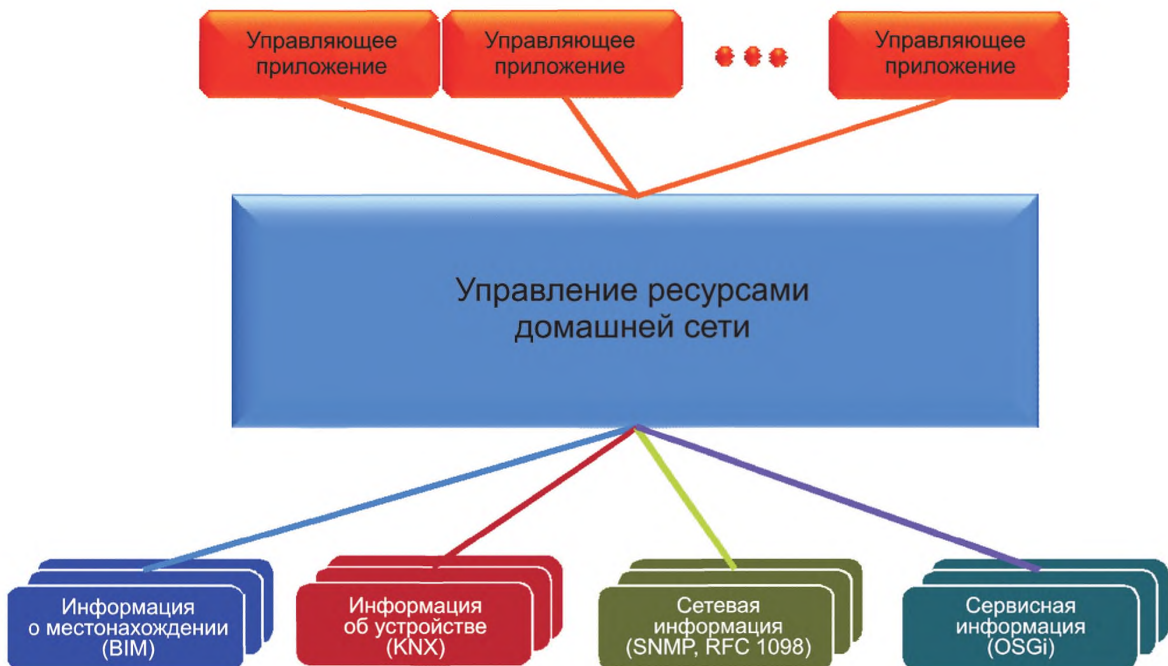 Управляющее
приложение
Управляющее
приложение
Управляющее
приложение
Управление ресурсами
домашней сети
Информация
о местонахождении
(BIM)
Информация
об устройстве
(KNX)
Сетевая
информация
(SNMP, RFC 1098)
Сервисная
информация
(OSGi)